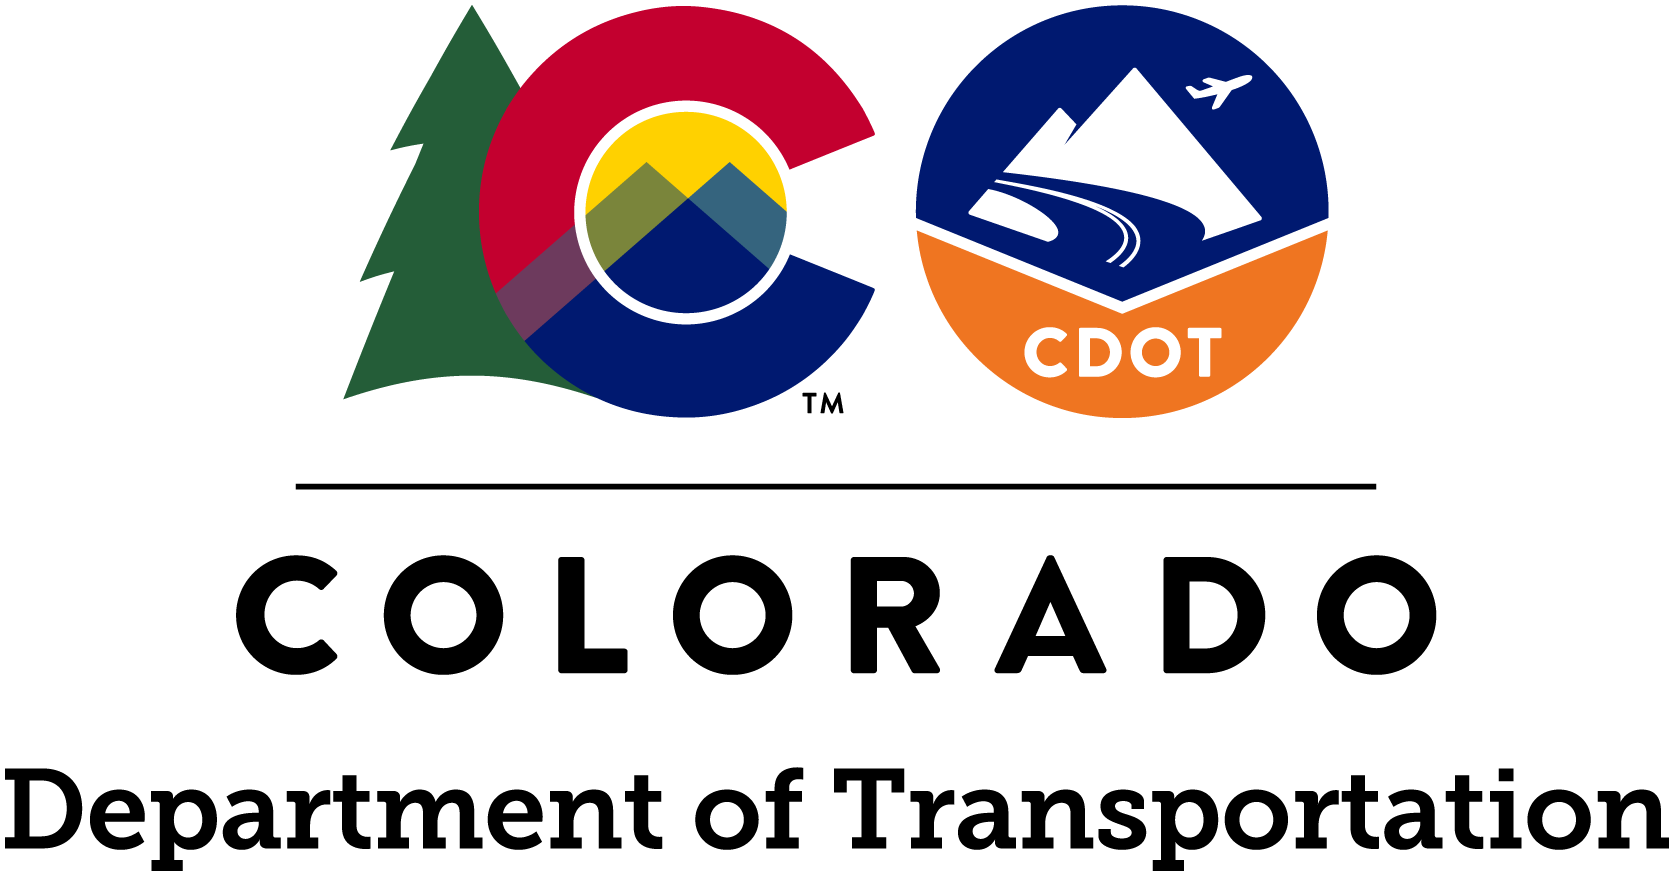 CDOT
TM
COLORADO
Department of Transportation